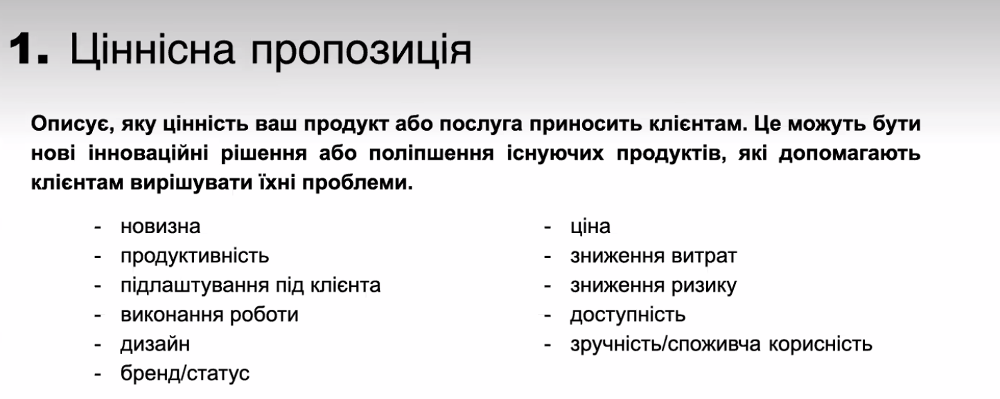 1. Ціннісна пропозиція
Описує, яку цінність ваш продукт або послуга приносить клієнтам. Це можуть бути
нові інноваційні рішення або поліпшення існуючих продуктів, які допомагають
клієнтам вирішувати їхні проблеми.
- новизна
- продуктивність
- підлаштування під клієнта
- виконання роботи
- дизайн
- бренд/статус
- ціна
- зниження витрат
- зниження ризику
- доступність
- зручність/споживча корисність